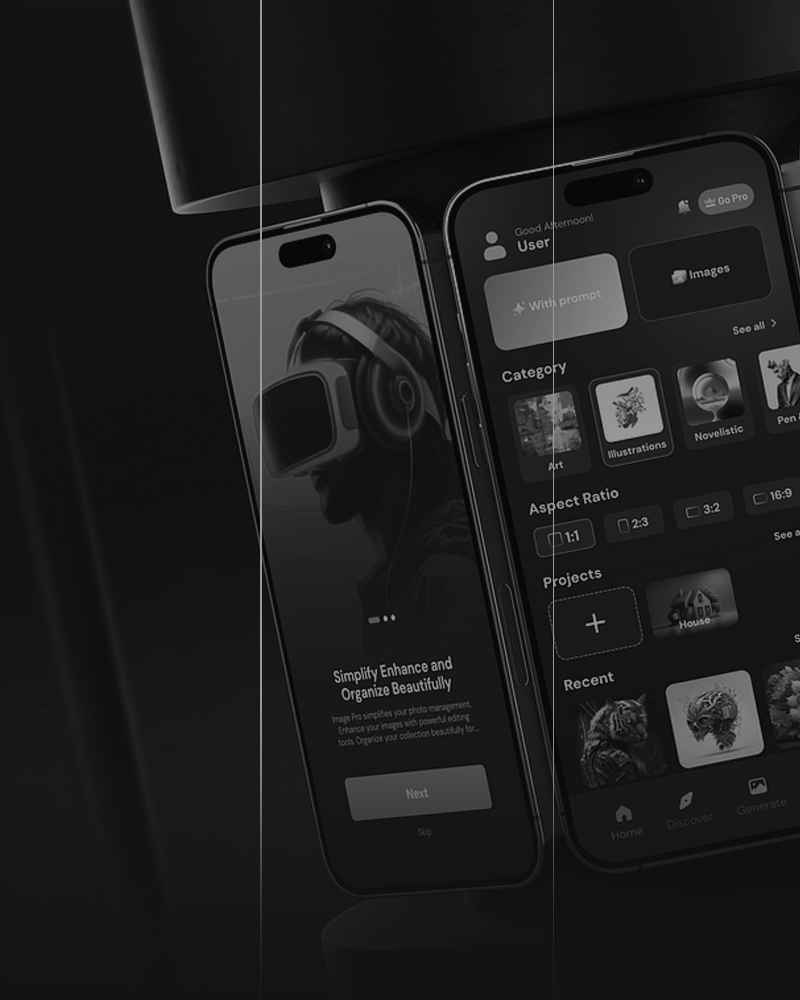 Simplify Enhance and
Organize Beautifully
Image Pro simplifies your photo management.
Enhance your images with powerful editing
tools. Organize your collection beautifully for...
Next
Skip
Good Afternoon!
User
Go Pro
With prompt
Images
See all
Category
Art
Illustrations
Novelistic
Pen &
Aspect Ratio
1:1
2:3
3:2
16:9
See a
Projects
House
S
Recent
Home
Discover
Generate